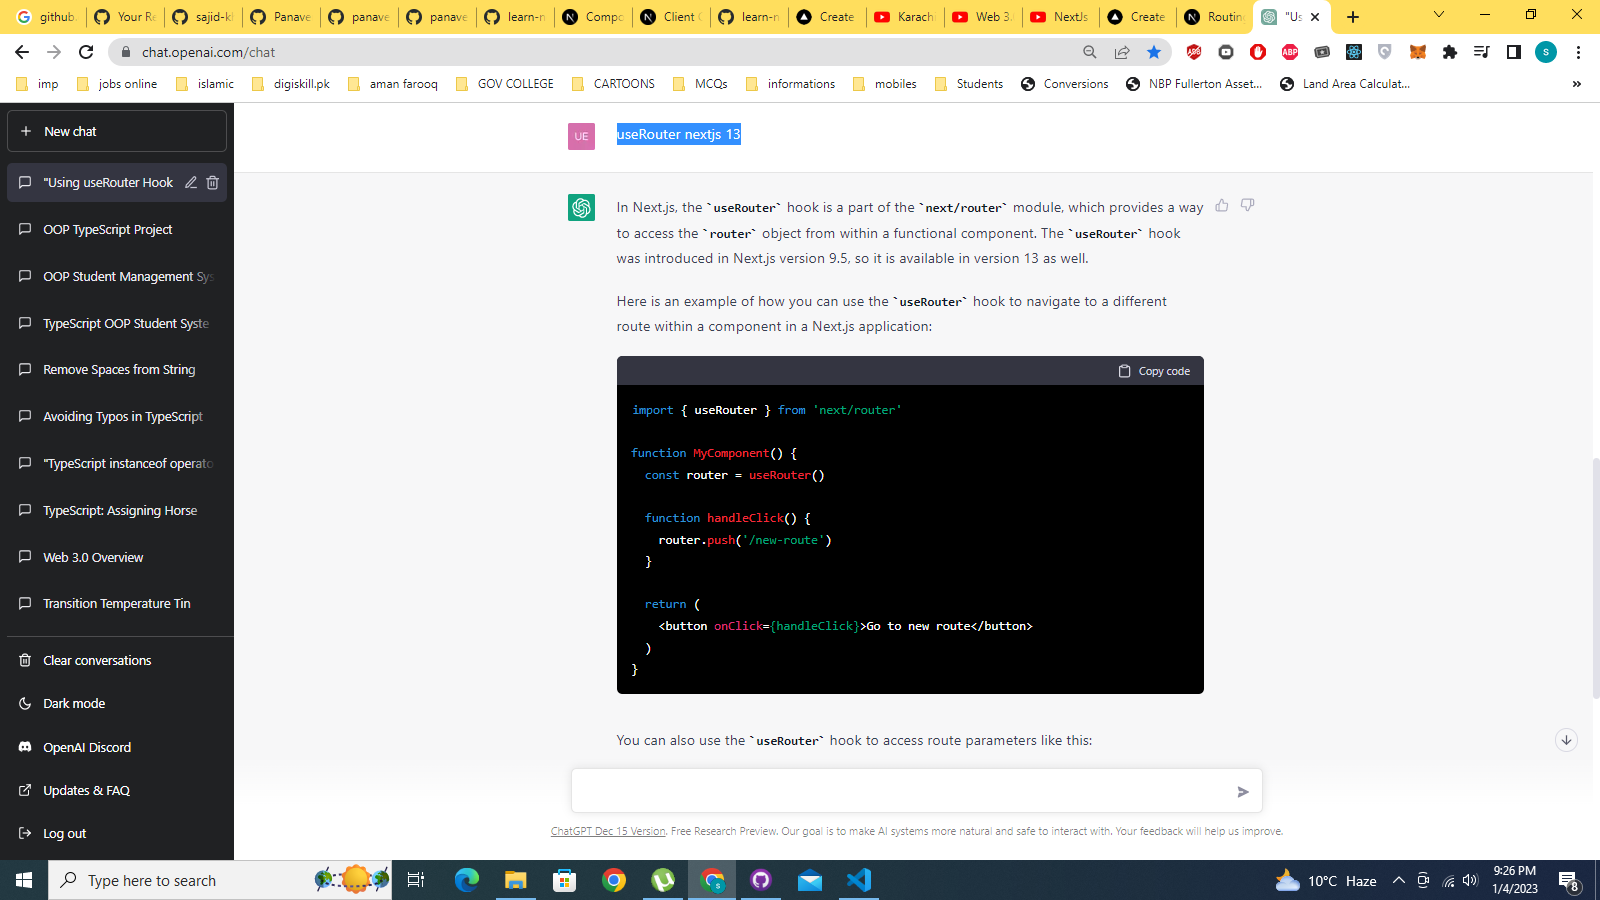 githubl
Your Re
sajid-kl
Panave
panave
panave
learn-n
Compo
Client C
learn-n
Create
Karach
Web 3.
NextJs
Create
Routin
"Us
chat.openai.com/chat
imp
jobs online
islamic
digiskill.pk
aman farooq
GOV COLLEGE
CARTOONS
MCQs
informations
mobiles
Students
Conversions
NBP Fullerton Asset...
Land Area Calculat...
»
New chat
"Using useRouter Hook
OOP TypeScript Project
OOP Student Management Sys
TypeScript OOP Student Syste
Remove Spaces from String
Avoiding Typos in TypeScript
"TypeScript instanceof operato
TypeScript: Assigning Horse
Web 3.0 Overview
Transition Temperature Tin
Clear conversations
Dark mode
OpenAI Discord
Updates & FAQ
Log out
UE
useRouter nextjs 13
In Next.js, the `useRouter` hook is a part of the `next/router` module, which provides a way
to access the `router` object from within a functional component. The `useRouter` hook
was introduced in Next.js version 9.5, so it is available in version 13 as well.
Here is an example of how you can use the `useRouter` hook to navigate to a different
route within a component in a Next.js application:
Copy code
import { useRouter } from 'next/router'
function MyComponent() {
const router = useRouter()
function handleClick() {
router.push('/new-route')
}
return (
<button onClick={handleClick}>Go to new route</button>
)
}
You can also use the `useRouter` hook to access route parameters like this:
ChatGPT Dec 15 Version. Free Research Preview. Our goal is to make AI systems more natural and safe to interact with. Your feedback will help us improve.
Type here to search
10°C Haze
9:26 PM
1/4/2023
8